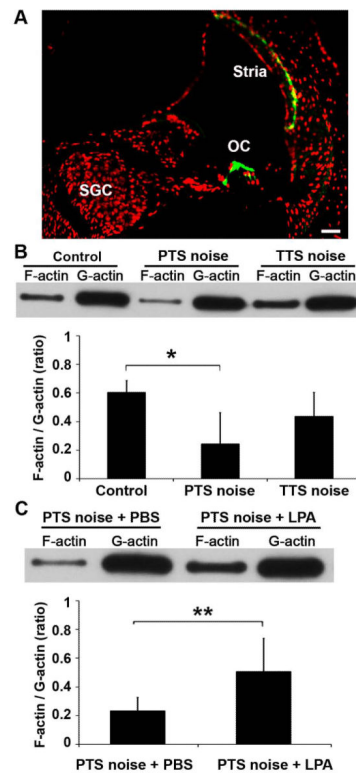 A
Stria
OC
SGC
B
Control PTS noise TTS noise
F-actin G-actin F-actin G-actin F-actin G-actin
F-actin / G-actin (ratio)
1
0.8
0.6
0.4
0.2
0
*
Control PTS noise TTS noise
C
PTS noise + PBS PTS noise + LPA
F-actin G-actin F-actin G-actin
F-actin / G-actin (ratio)
1
0.8
0.6
0.4
0.2
0
**
PTS noise + PBS PTS noise + LPA